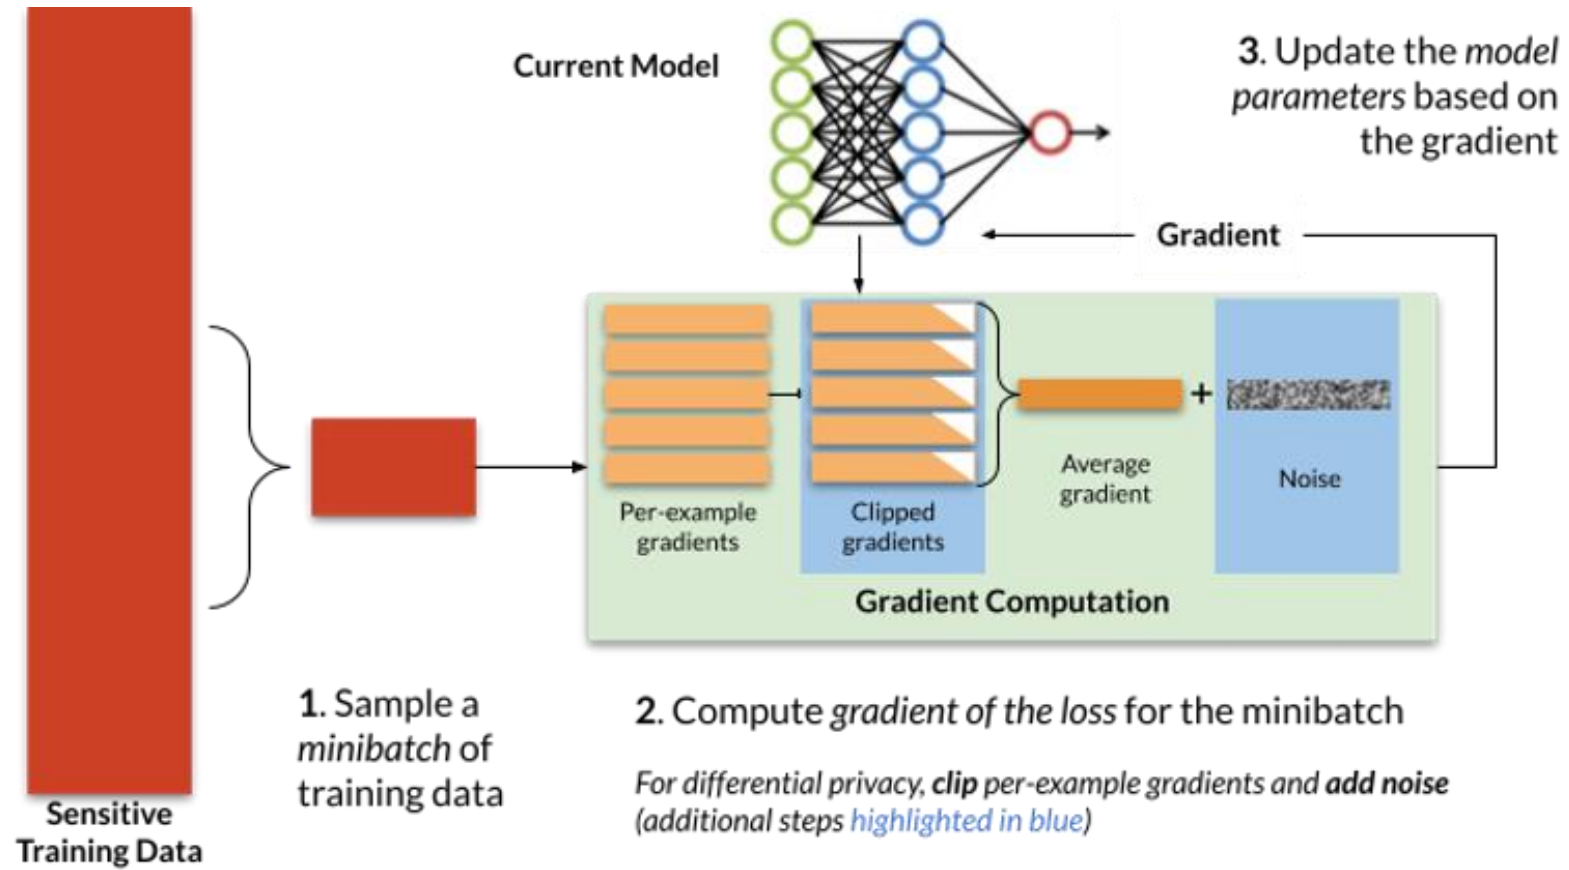 Current Model
3. Update the model
parameters based on
the gradient
Gradient
+
Per-example
gradients
Clipped
gradients
Average
gradient
Noise
Gradient Computation
Sensitive
Training Data
1. Sample a
minibatch of
training data
2. Compute gradient of the loss for the minibatch
For differential privacy, clip per-example gradients and add noise
(additional steps highlighted in blue)